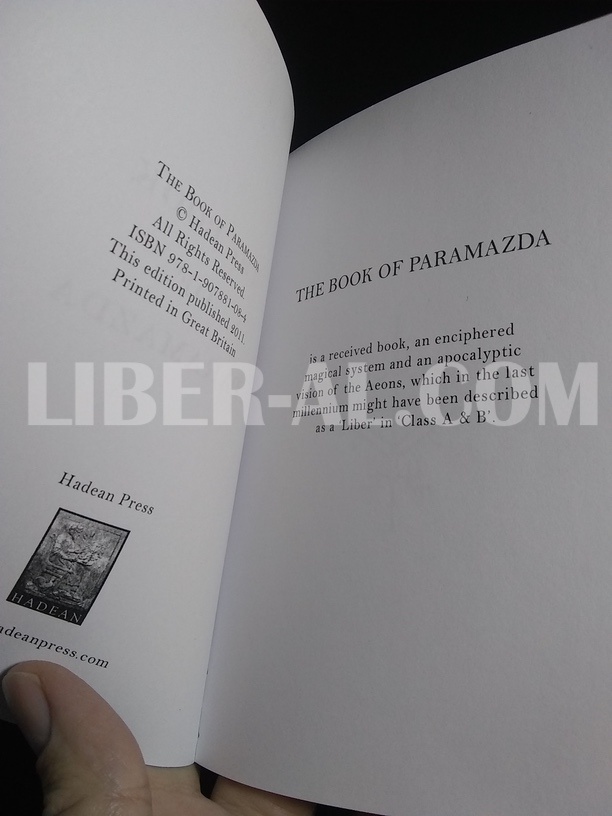 THE BOOK OF PARAMAZDA
© Hadean Press
All Rights Reserved.
ISBN 978-1-907881-08-4
This edition published 2011.
Printed in Great Britain
Hadean Press
HADEAN
adeanpress.com
THE BOOK OF PARAMAZDA
is a received book, an enciphered
magical system and an apocalyptic
vision of the Aeons, which in the last
millennium might have been described
as a 'Liber' in 'Class A & B'.
LIBER-AL.COM